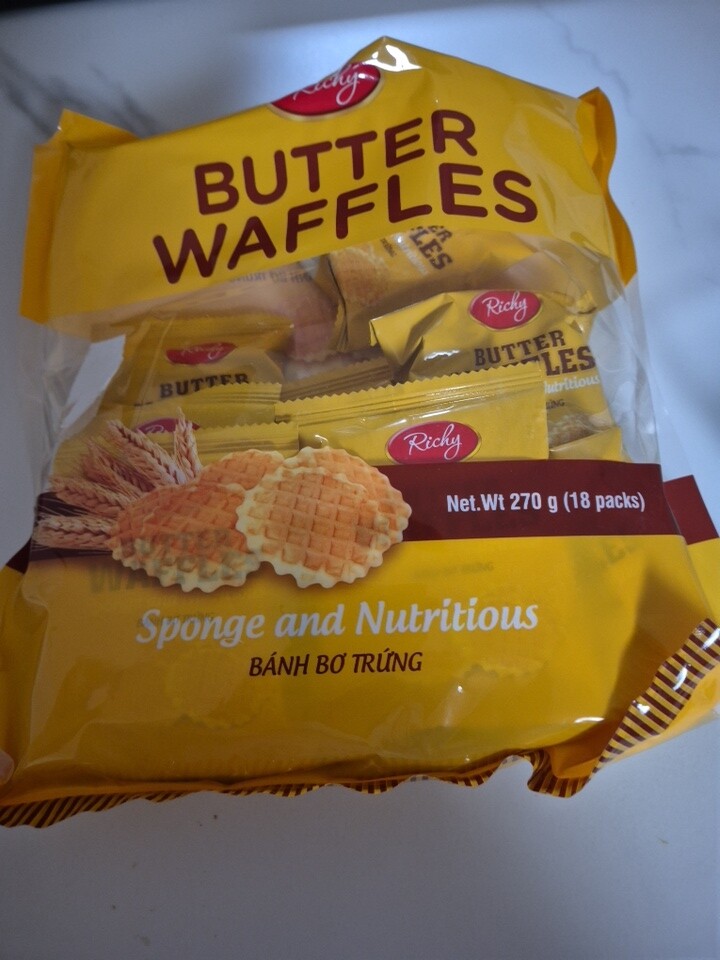 Richy
BUTTER
WAFFLES
Richy
BUTTER
Richy
BUTTER
Richy
Net.Wt 270 g (18 packs)
Sponge and Nutritious
BÁNH BƠ TRỨNG